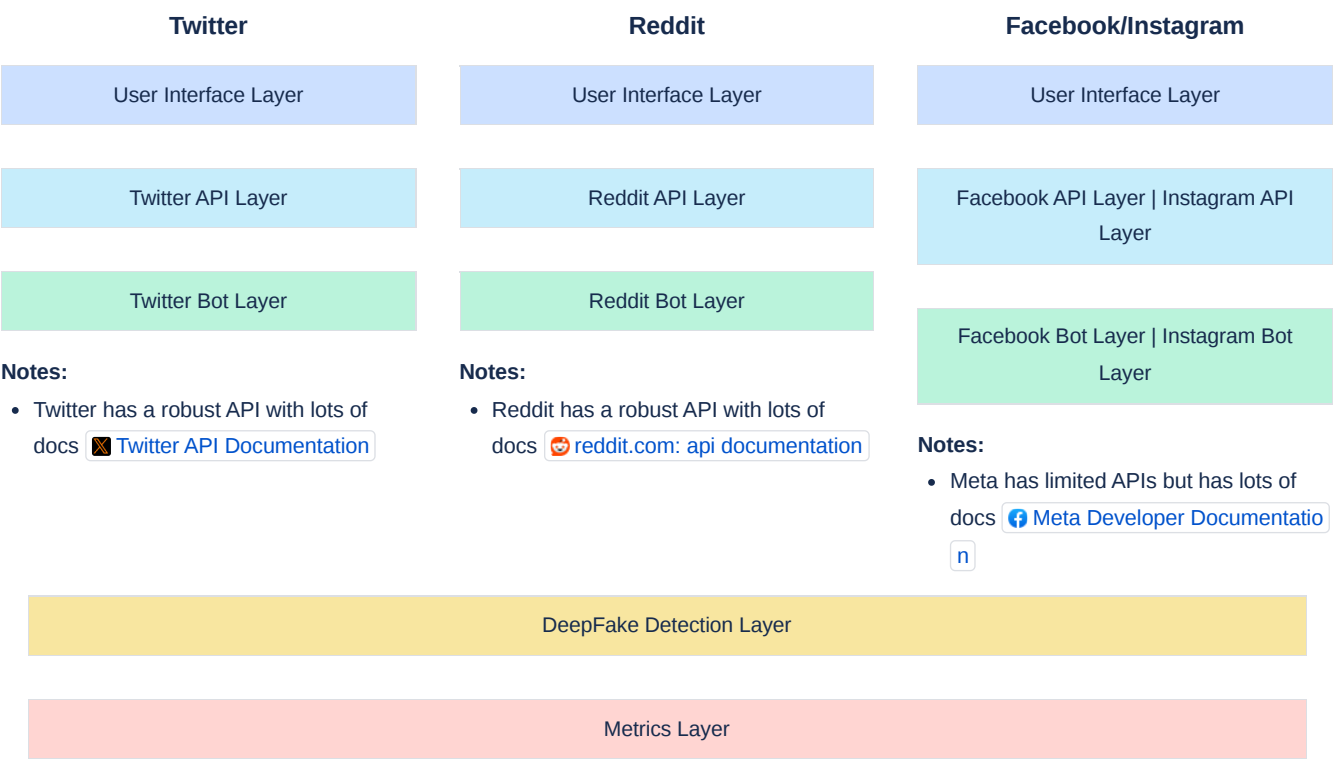 Twitter
User Interface Layer
Twitter API Layer
Twitter Bot Layer
Notes:
Twitter has a robust API with lots of
docs Twitter API Documentation
Reddit
User Interface Layer
Reddit API Layer
Reddit Bot Layer
Notes:
Reddit has a robust API with lots of
docs reddit.com: api documentation
Facebook/Instagram
User Interface Layer
Facebook API Layer | Instagram API
Layer
Facebook Bot Layer | Instagram Bot
Layer
Notes:
Meta has limited APIs but has lots of
docs Meta Developer Documentatio
n
DeepFake Detection Layer
Metrics Layer